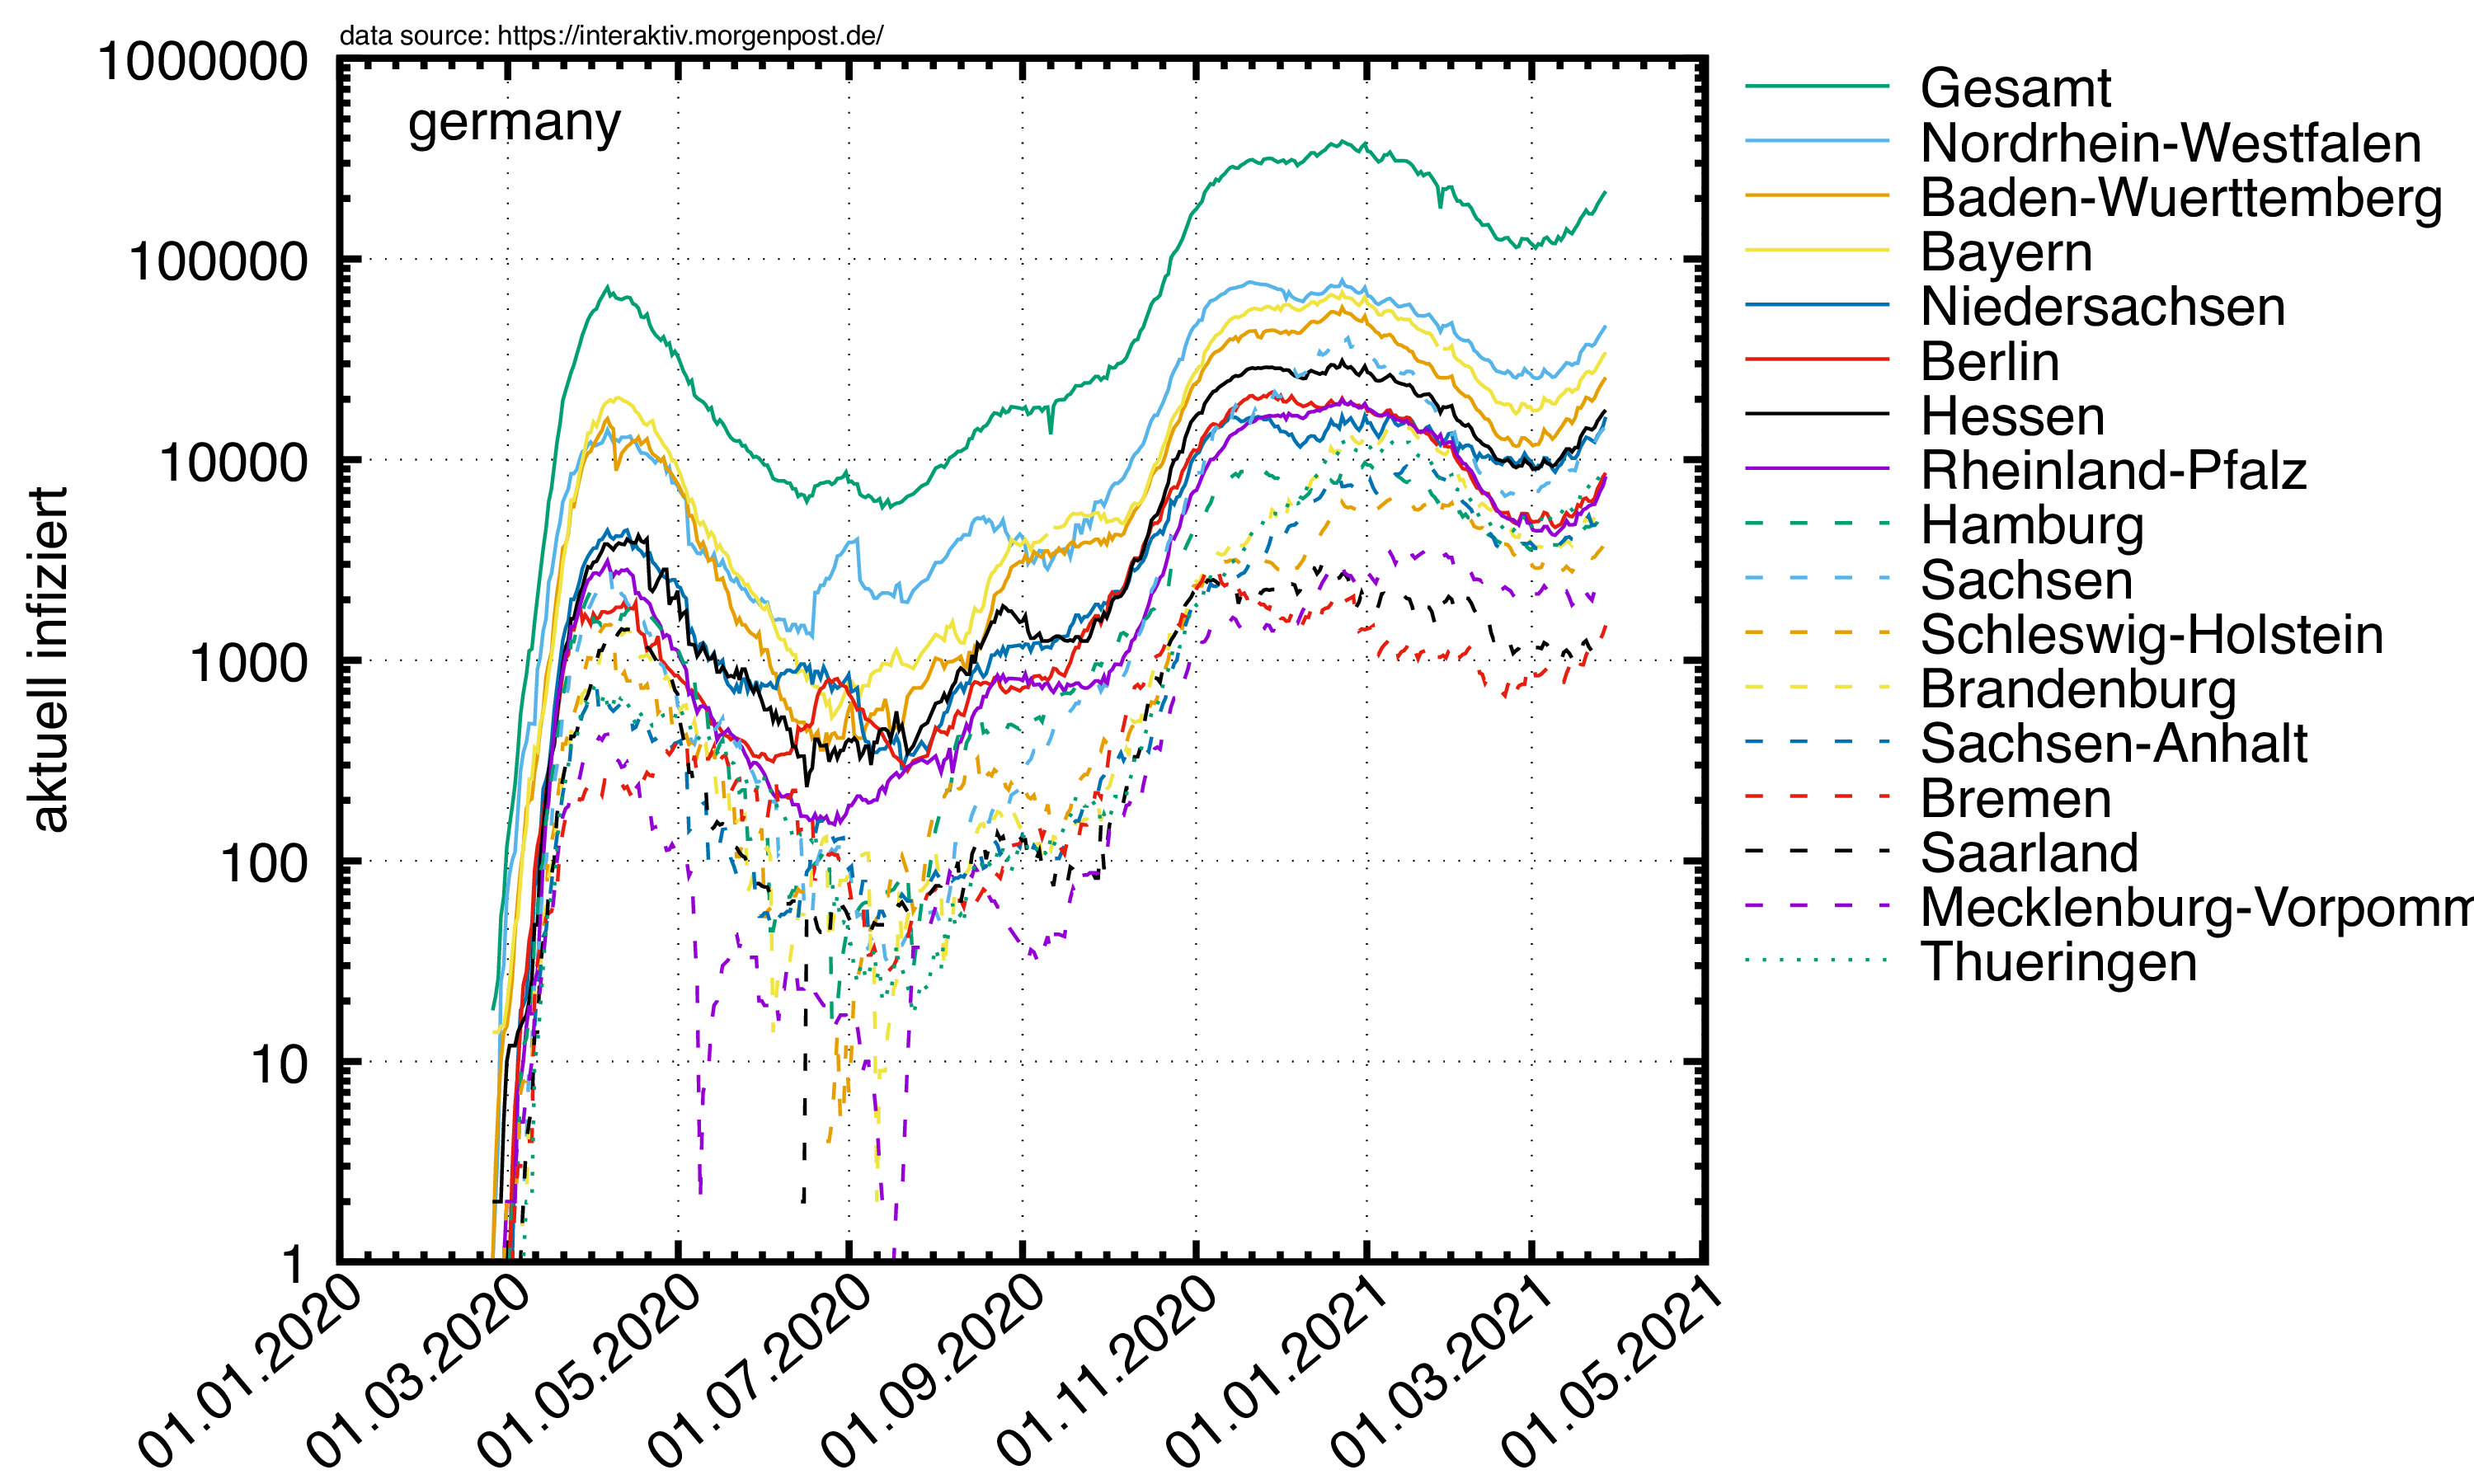 data source: https://interaktiv.morgenpost.de/
1000000
100000
10000
1000
100
10
1
aktuell infiziert
germany
01.01.2020
01.03.2020
01.05.2020
01.07.2020
01.09.2020
01.11.2020
01.01.2021
01.03.2021
01.05.2021
Gesamt
Nordrhein-Westfalen
Baden-Wuerttemberg
Bayern
Niedersachsen
Berlin
Hessen
Rheinland-Pfalz
Hamburg
Sachsen
Schleswig-Holstein
Brandenburg
Sachsen-Anhalt
Bremen
Saarland
Mecklenburg-Vorpomm
Thueringen